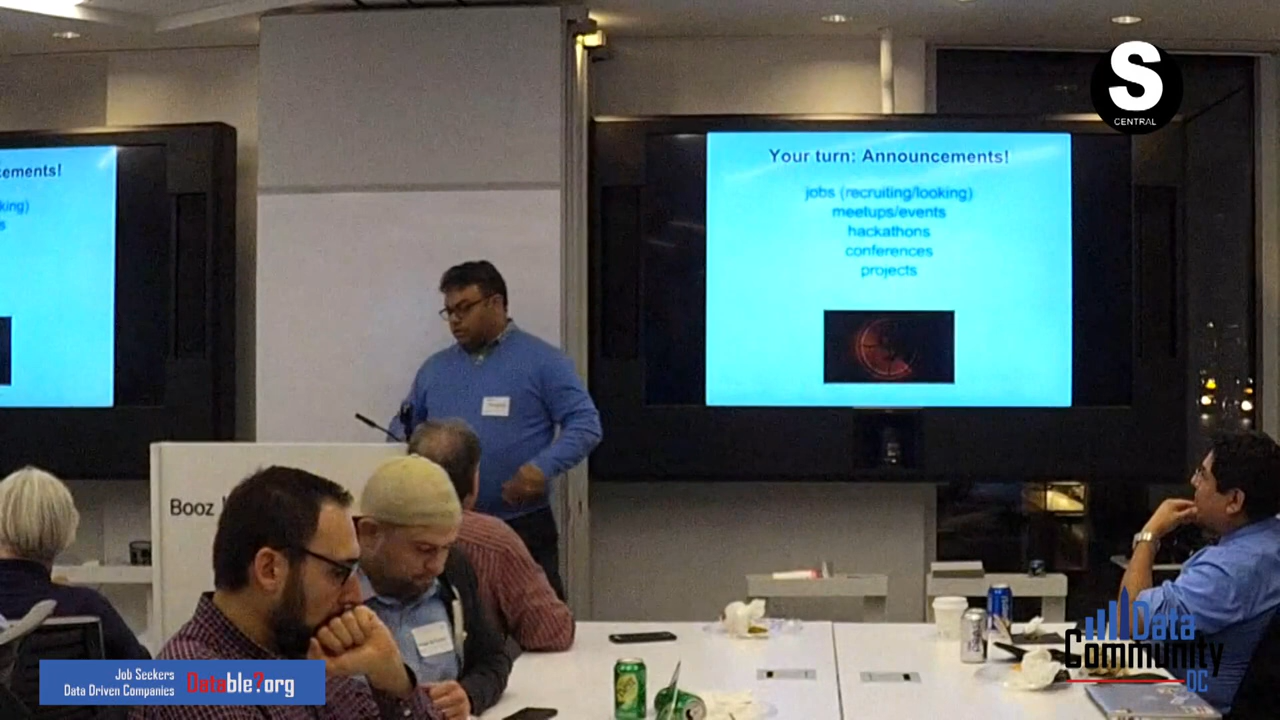 S
CENTRAL
Your turn: Announcements!
jobs (recruiting/looking)
meetups/events
hackathons
conferences
projects
cements!
king)
s
Booz
Job Seekers
Data Driven Companies
Datable?org
Data
Community
DC